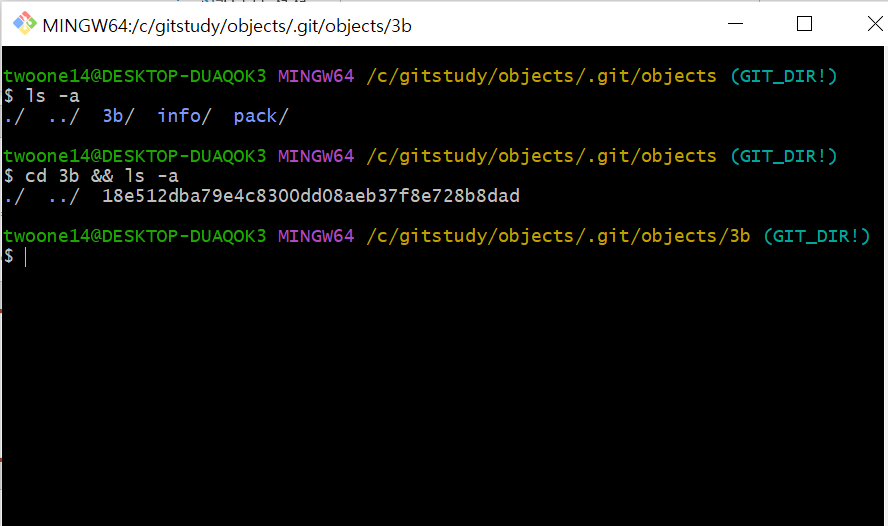 MINGW64:/c/gitstudy/objects/.git/objects/3b
twoone14@DESKTOP-DUAQOK3 MINGW64 /c/gitstudy/objects/.git/objects (GIT_DIR!)
$ ls -a
./  ../  3b/  info/  pack/
twoone14@DESKTOP-DUAQOK3 MINGW64 /c/gitstudy/objects/.git/objects (GIT_DIR!)
$ cd 3b && ls -a
./  ../  18e512dba79e4c8300dd08aeb37f8e728b8dad
twoone14@DESKTOP-DUAQOK3 MINGW64 /c/gitstudy/objects/.git/objects/3b (GIT_DIR!)
$